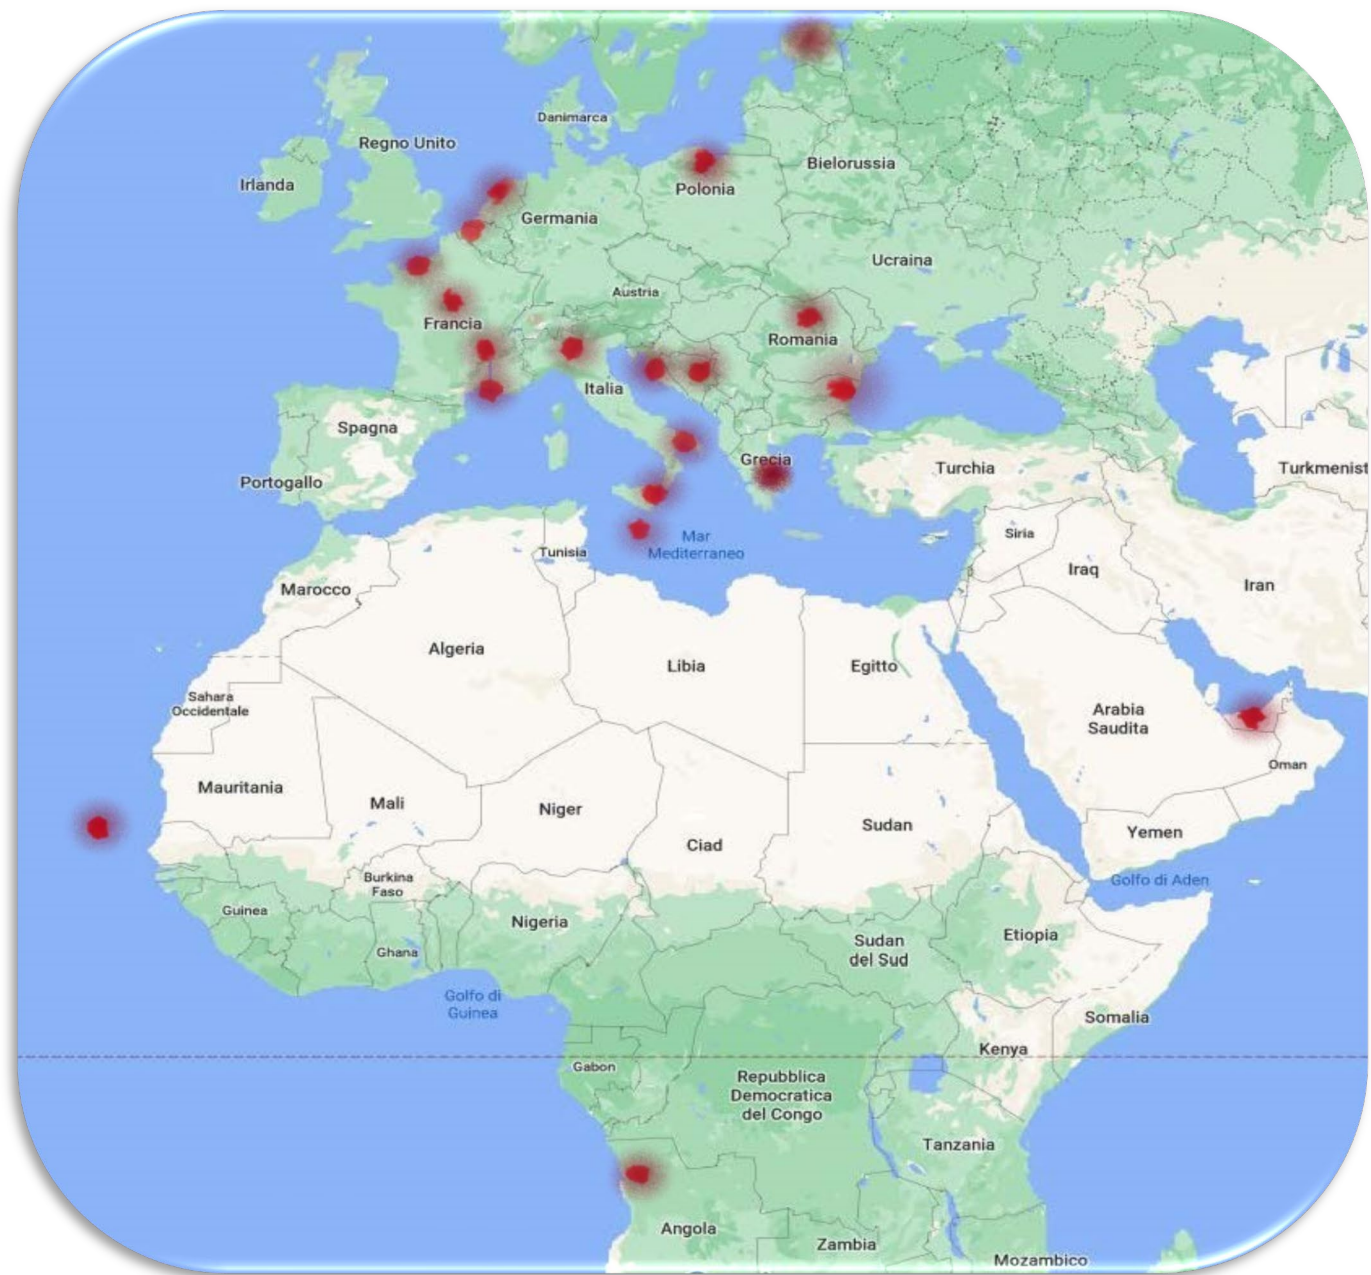 Danimarca
Regno Unito
Bielorussia
Irlanda
Polonia
Germania
Ucraina
Austria
Francia
Romania
Italia
Spagna
Grecia
Turchia
Turkmenist
Portogallo
Siria
Mar
Mediterraneo
Tunisia
Iraq
Iran
Marocco
Algeria
Libia
Egitto
Sahara
Occidentale
Arabia
Saudita
Oman
Mauritania
Mali
Niger
Sudan
Yemen
Ciad
Burkina
Faso
Golfo di Aden
Guinea
Nigeria
Etiopia
Ghana
Sudan
del Sud
Golfo di
Guinea
Somalia
Kenya
Gabon
Repubblica
Democratica
del Congo
Tanzania
Angola
Zambia
Mozambico